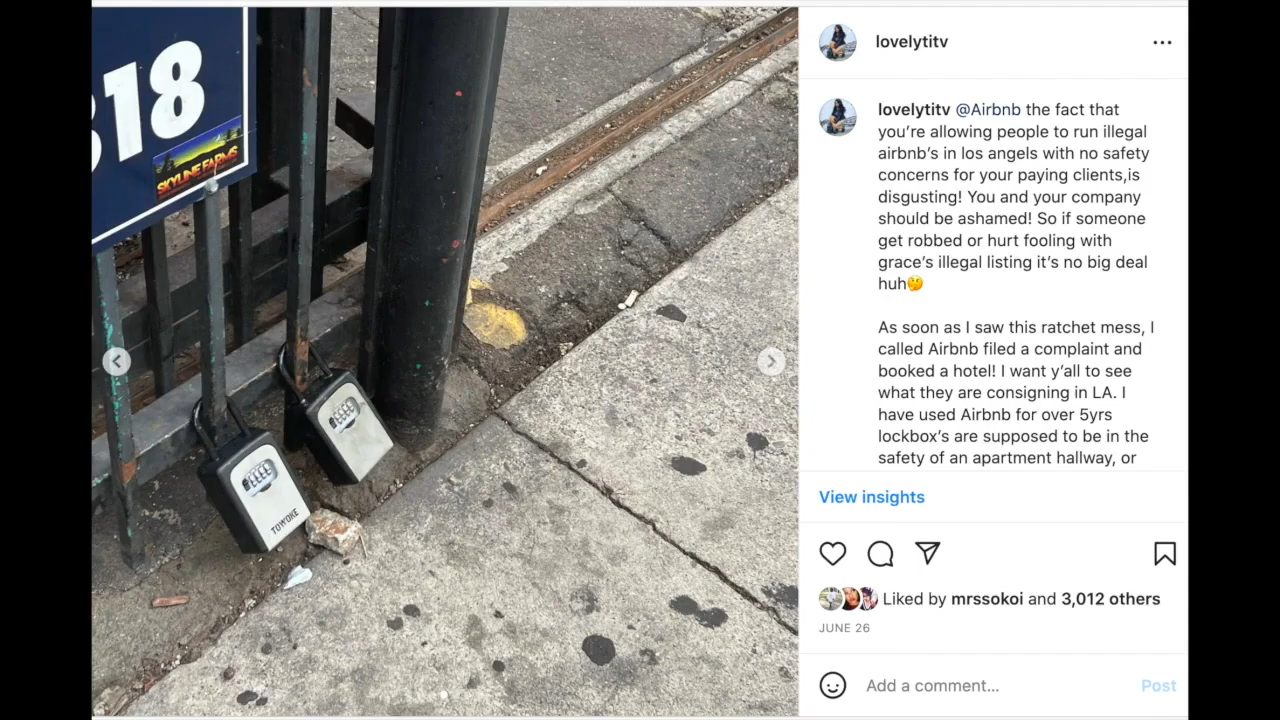 18
SKYLINE FARMS
TOWOKE
lovelytitv
lovelytitv @Airbnb the fact that
you’re allowing people to run illegal
airbnb’s in los angels with no safety
concerns for your paying clients,is
disgusting! You and your company
should be ashamed! So if someone
get robbed or hurt fooling with
grace’s illegal listing it’s no big deal
huh🤔
As soon as I saw this ratchet mess, I
called Airbnb filed a complaint and
booked a hotel! I want y’all to see
what they are consigning in LA. I
have used Airbnb for over 5yrs
lockbox’s are supposed to be in the
safety of an apartment hallway, or
View insights
Liked by mrssokoi and 3,012 others
JUNE 26
Add a comment...
Post